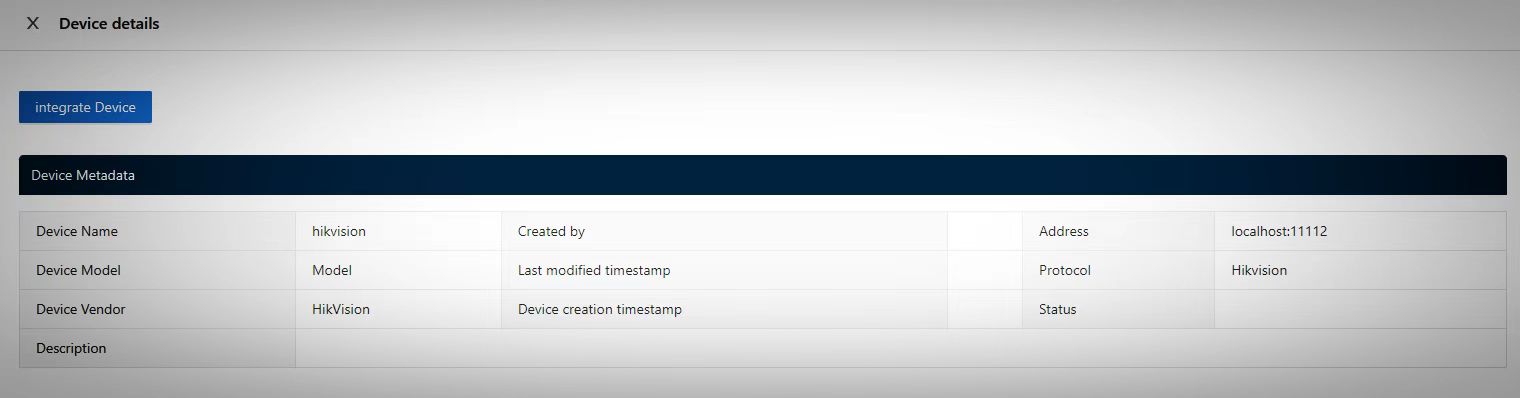 X Device details
integrate Device
Device Metadata
Device Name hikvision Created by Address localhost:11112
Device Model Model Last modified timestamp Protocol Hikvision
Device Vendor HikVision Device creation timestamp Status
Description